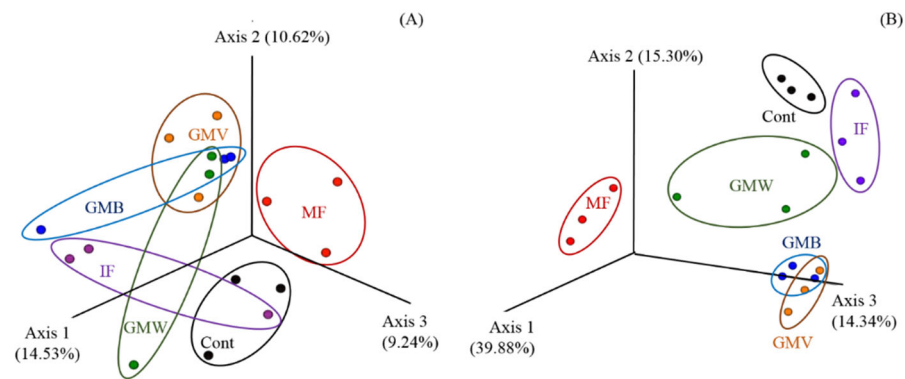 (A)
Axis 2 (10.62%)
GMV
GMB
MF
IF
GMW
Cont
Axis 1
(14.53%)
Axis 3
(9.24%)
(B)
Axis 2 (15.30%)
Cont
IF
GMW
MF
GMB
GMV
Axis 1
(39.88%)
Axis 3
(14.34%)